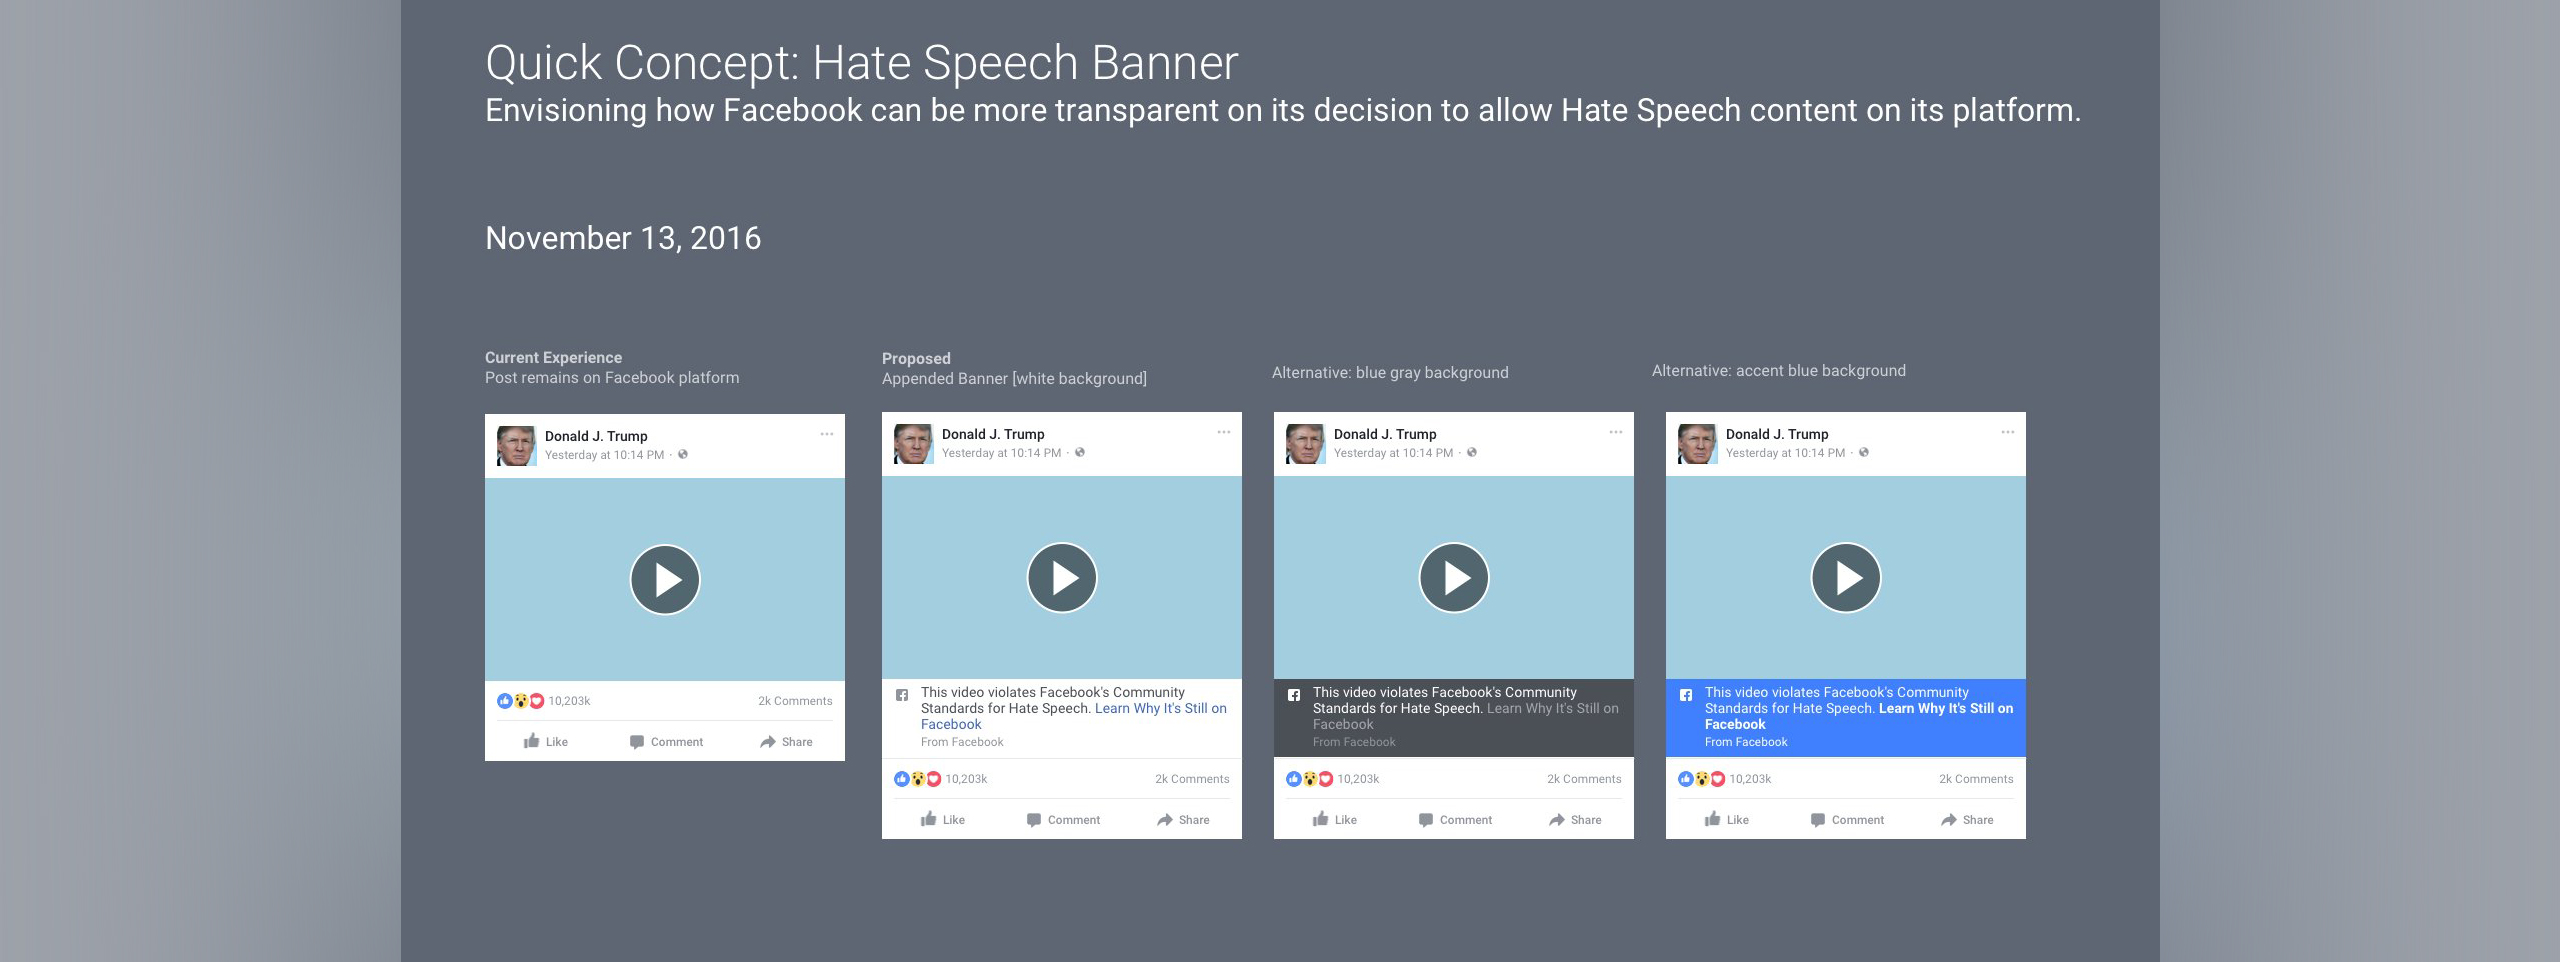 Quick Concept: Hate Speech Banner
Envisioning how Facebook can be more transparent on its decision to allow Hate Speech content on its platform.
November 13, 2016
Current Experience
Post remains on Facebook platform
Donald J. Trump
Yesterday at 10:14 PM ·
10,203k
2k Comments
Like
Comment
Share
Proposed
Appended Banner [white background]
Donald J. Trump
Yesterday at 10:14 PM ·
This video violates Facebook's Community
Standards for Hate Speech. Learn Why It's Still on
Facebook
From Facebook
10,203k
2k Comments
Like
Comment
Share
Alternative: blue gray background
Donald J. Trump
Yesterday at 10:14 PM ·
This video violates Facebook's Community
Standards for Hate Speech. Learn Why It's Still on
Facebook
From Facebook
10,203k
2k Comments
Like
Comment
Share
Alternative: accent blue background
Donald J. Trump
Yesterday at 10:14 PM ·
This video violates Facebook's Community
Standards for Hate Speech. Learn Why It's Still on
Facebook
From Facebook
10,203k
2k Comments
Like
Comment
Share